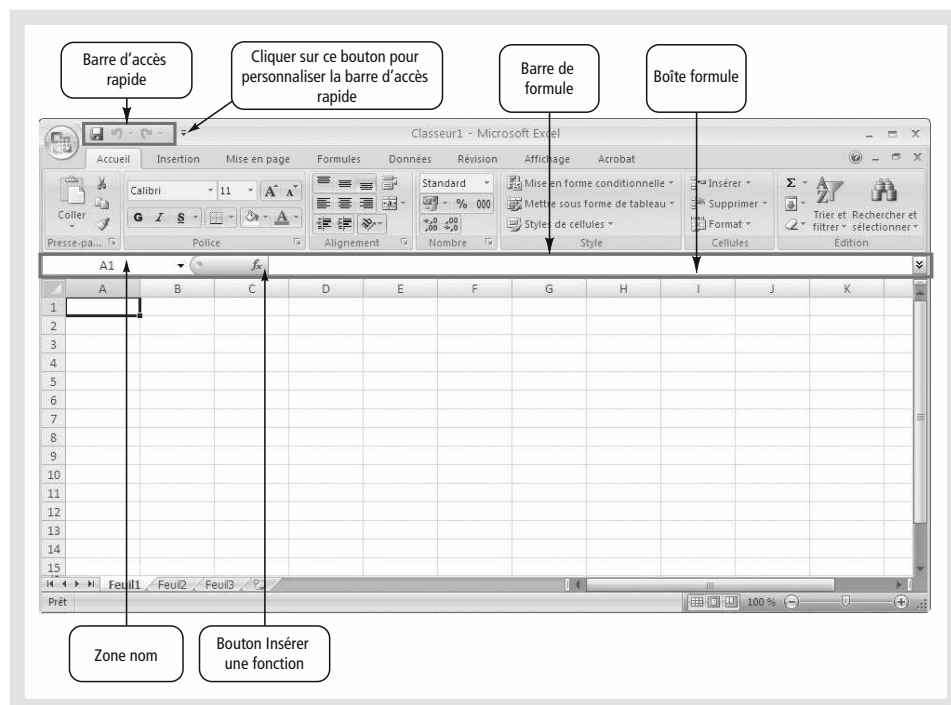 Barre d'accès
rapide
Cliquer sur ce bouton pour
personnaliser la barre d'accès
rapide
Barre de
formule
Boîte formule
Classeur1 - Microsoft Excel
Accueil Insertion Mise en page Formules Données Révision Affichage Acrobat
Coller
Calibri 11 A A
G I S A
Standard
% 000
,00 ,00 ,0
Mise en forme conditionnelle
Mettre sous forme de tableau
Styles de cellules
Insérer
Supprimer
Format
Σ
Trier et
filtrer
Rechercher et
sélectionner
Presse-pa... Police Alignement Nombre Style Cellules Édition
A1 fx
A B C D E F G H I J K
1
2
3
4
5
6
7
8
9
10
11
12
13
14
15
Feuil1 Feuil2 Feuil3
Prêt 100 %
Zone nom
Bouton Insérer
une fonction